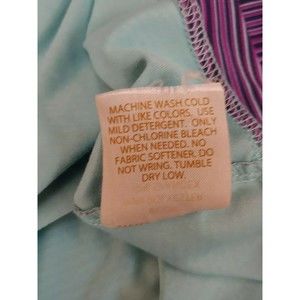 MACHINE WASH COLD
WITH LIKE COLORS. USE
MILD DETERGENT. ONLY
NON-CHLORINE BLEACH
WHEN NEEDED. NO
FABRIC SOFTENER. DO
NOT WRING. TUMBLE
DRY LOW.